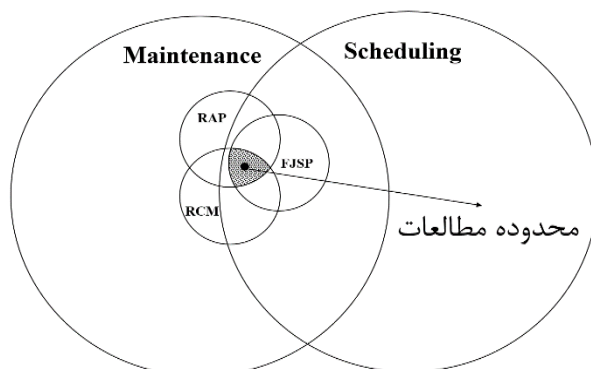 Maintenance
Scheduling
RAP
FJSP
RCM
محدوده مطالعات